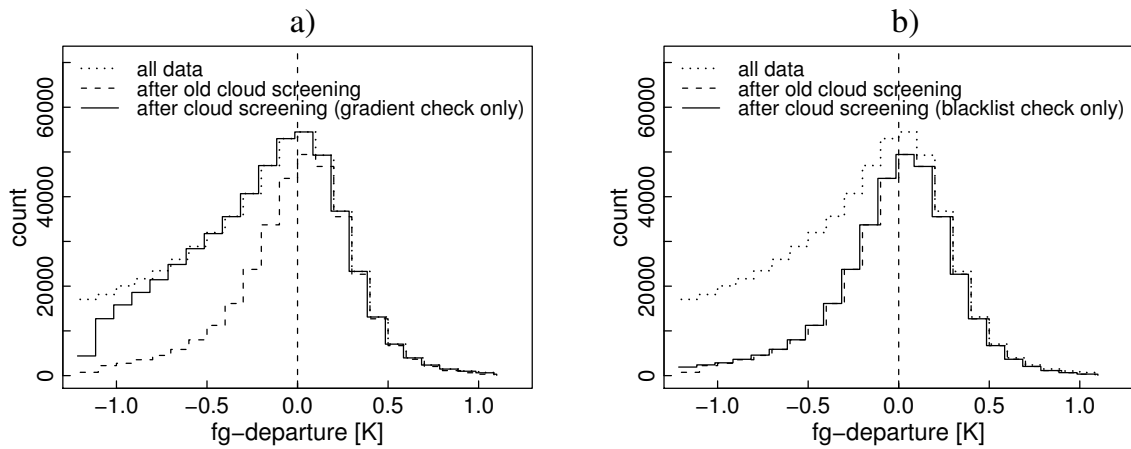 a)
all data
after old cloud screening
after cloud screening (gradient check only)
count
0
20000
40000
60000
−1.0
−0.5
0.0
0.5
1.0
fg−departure [K]
b)
all data
after old cloud screening
after cloud screening (blacklist check only)
count
0
20000
40000
60000
−1.0
−0.5
0.0
0.5
1.0
fg−departure [K]